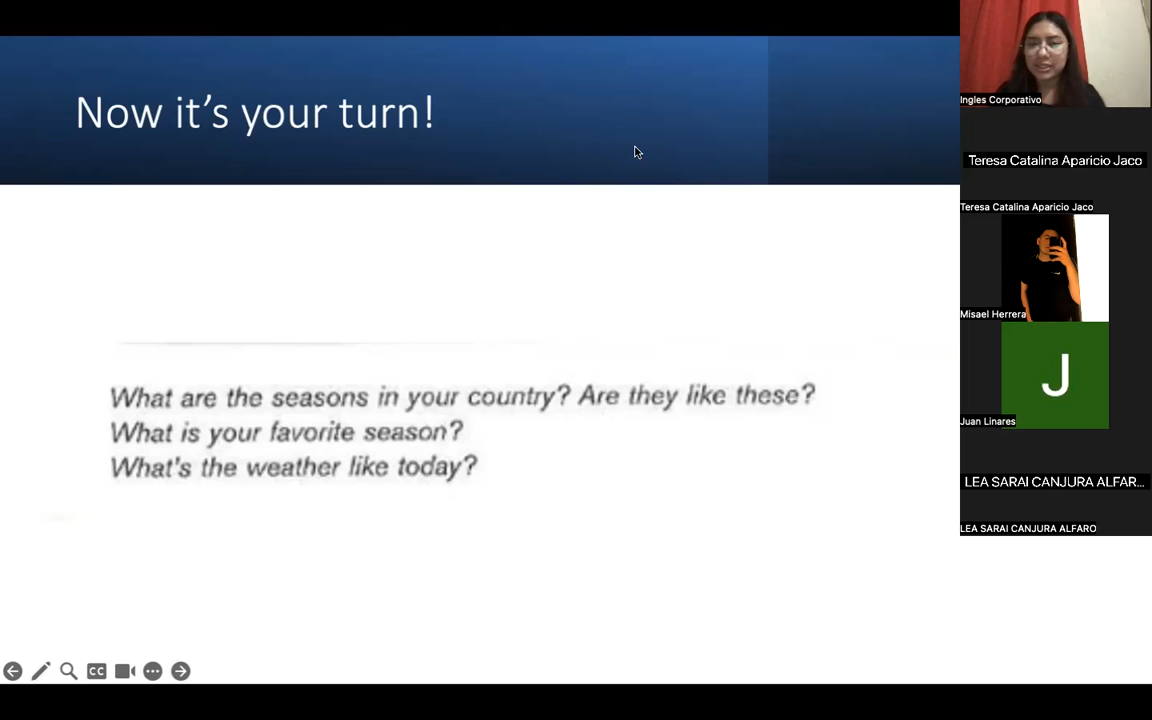 Now it's your turn!
What are the seasons in your country? Are they like these?
What is your favorite season?
What's the weather like today?
Ingles Corporativo
Teresa Catalina Aparicio Jaco
Teresa Catalina Aparicio Jaco
Misael Herrera
J
Juan Linares
LEA SARAI CANJURA ALFAR...
LEA SARAI CANJURA ALFARO
CC